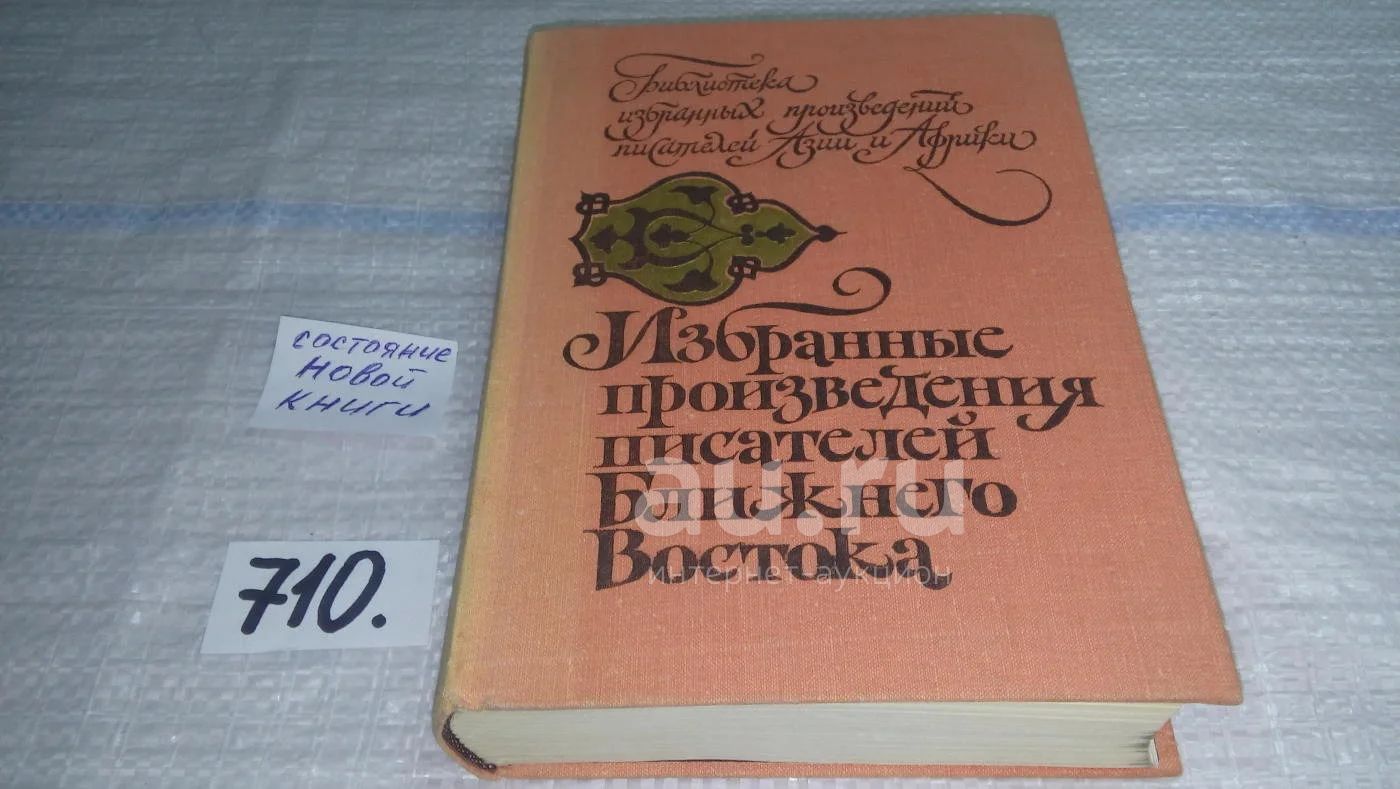 Библиотека
избранных произведений
писателей Азии и Африки
Избранные
произведения
писателей
Ближнего
Востока
состояние
новой
книги
710.
au.ru
интернет-аукцион